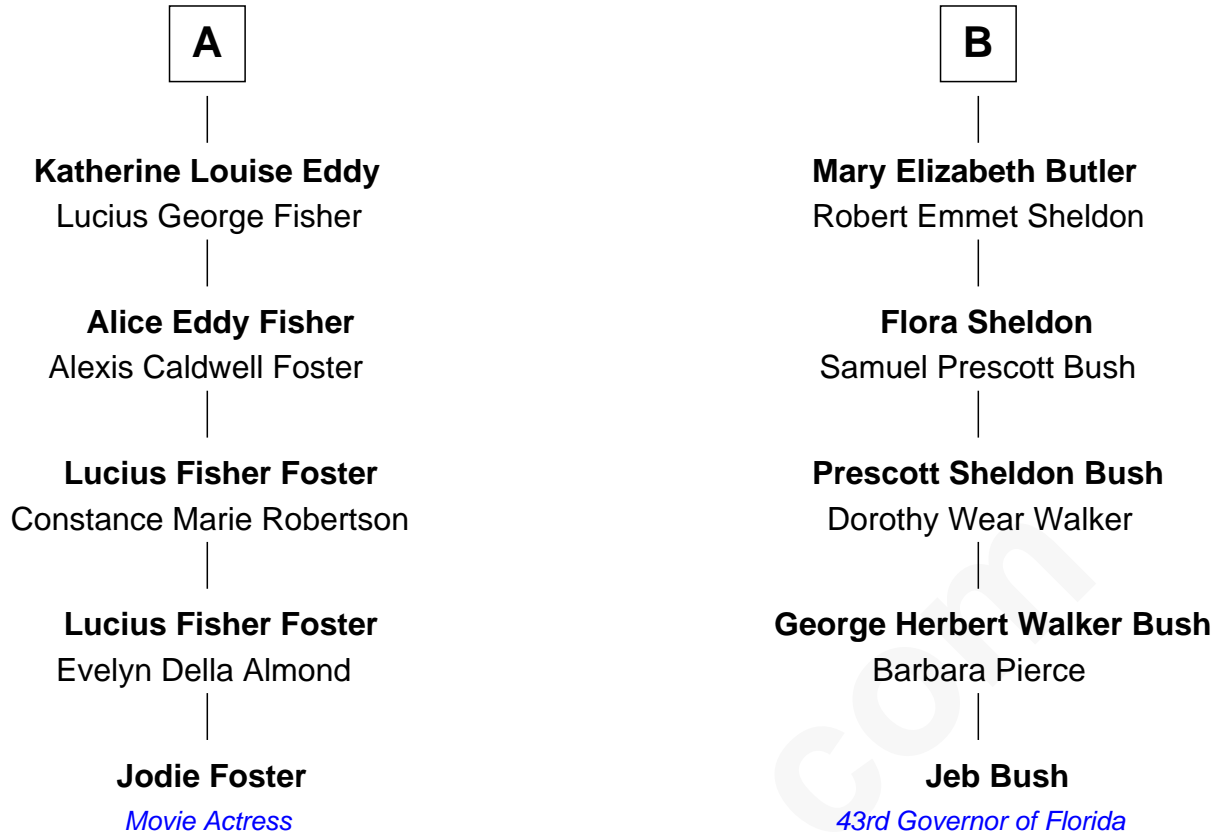 A
Katherine Louise Eddy
Lucius George Fisher
Alice Eddy Fisher
Alexis Caldwell Foster
Lucius Fisher Foster
Constance Marie Robertson
Lucius Fisher Foster
Evelyn Della Almond
Jodie Foster
Movie Actress
B
Mary Elizabeth Butler
Robert Emmet Sheldon
Flora Sheldon
Samuel Prescott Bush
Prescott Sheldon Bush
Dorothy Wear Walker
George Herbert Walker Bush
Barbara Pierce
Jeb Bush
43rd Governor of Florida
com